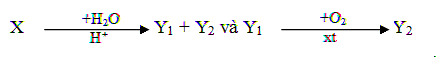 X —(+H₂O / H⁺)→ Y₁ + Y₂ và Y₁ —(+O₂ / xt)→ Y₂ .